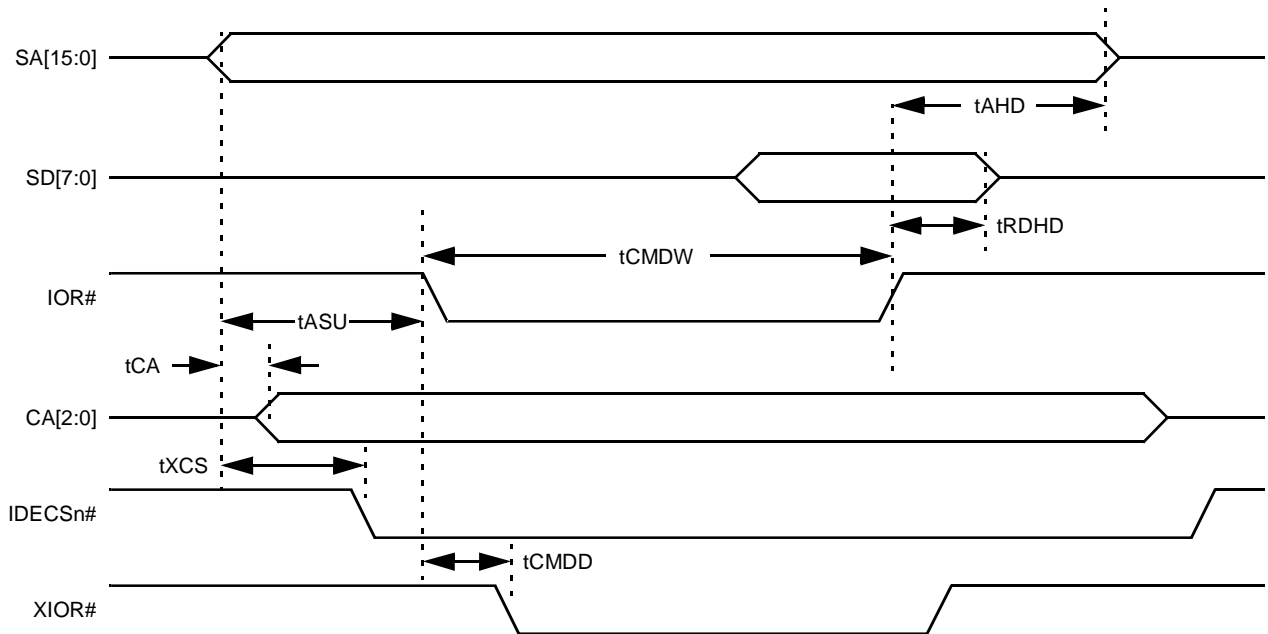 SA[15:0]
tAHD
SD[7:0]
tRDHD
tCMDW
IOR#
tASU
tCA
CA[2:0]
tXCS
IDECSn#
tCMDD
XIOR#